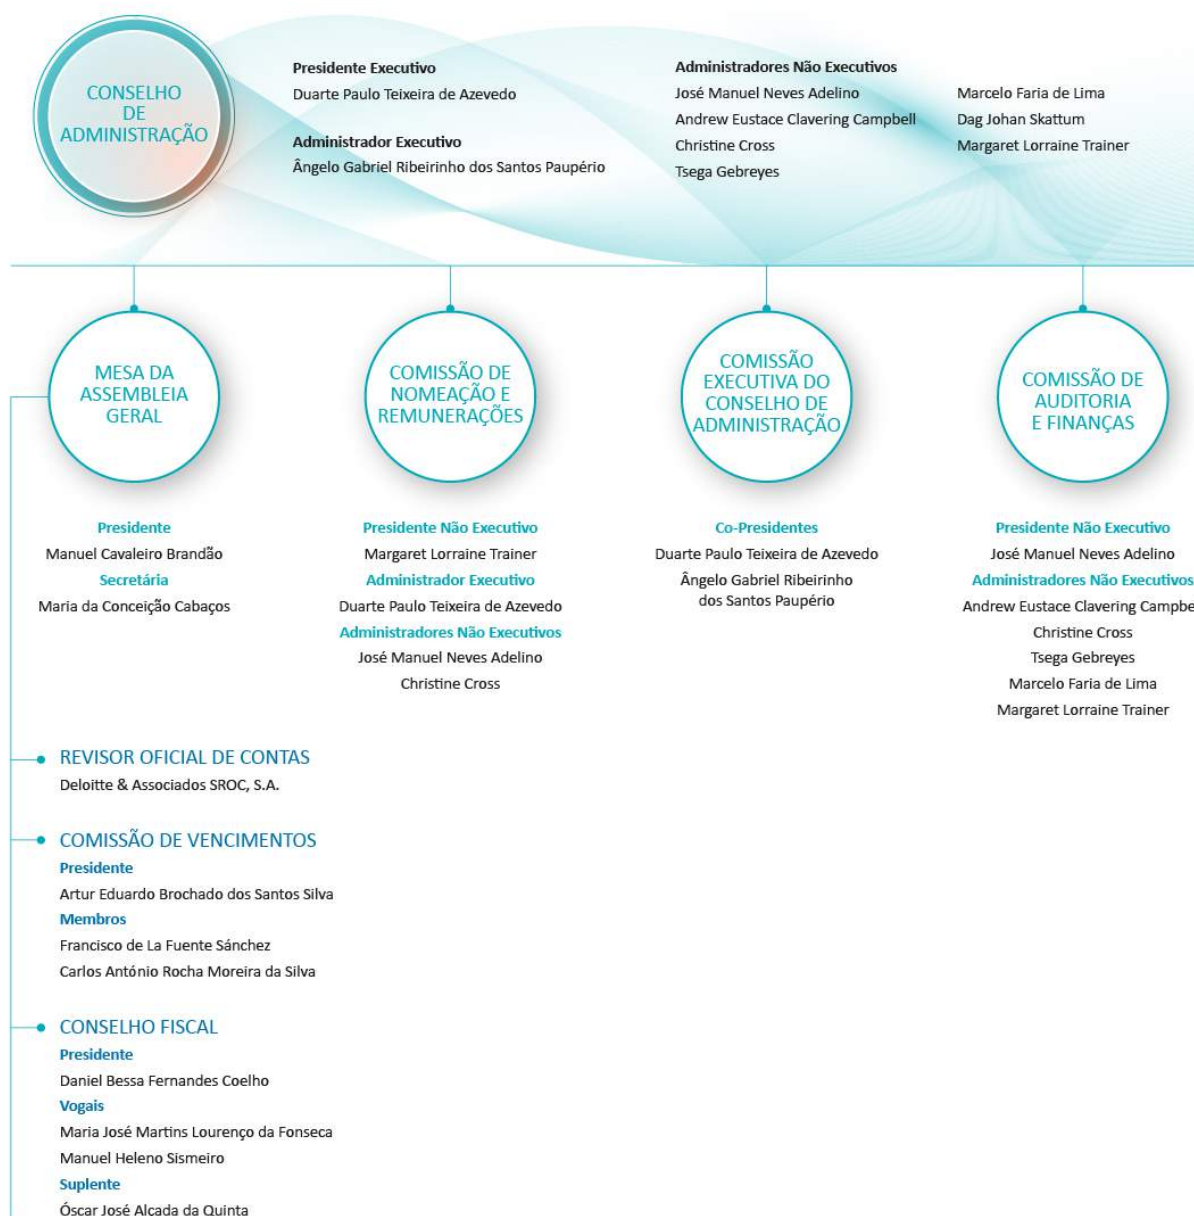 CONSELHO
DE
ADMINISTRAÇÃO
Presidente Executivo
Duarte Paulo Teixeira de Azevedo
Administrador Executivo
Ângelo Gabriel Ribeirinho dos Santos Paupério
Administradores Não Executivos
José Manuel Neves Adelino
Andrew Eustace Clavering Campbell
Christine Cross
Tsega Gebreyes
Marcelo Faria de Lima
Dag Johan Skattum
Margaret Lorraine Trainer
MESA DA
ASSEMBLEIA
GERAL
Presidente
Manuel Cavaleiro Brandão
Secretária
Maria da Conceição Cabaços
COMISSÃO DE
NOMEAÇÃO E
REMUNERAÇÕES
Presidente Não Executivo
Margaret Lorraine Trainer
Administrador Executivo
Duarte Paulo Teixeira de Azevedo
Administradores Não Executivos
José Manuel Neves Adelino
Christine Cross
COMISSÃO
EXECUTIVA DO
CONSELHO DE
ADMINISTRAÇÃO
Co-Presidentes
Duarte Paulo Teixeira de Azevedo
Ângelo Gabriel Ribeirinho
dos Santos Paupério
COMISSÃO DE
AUDITORIA
E FINANÇAS
Presidente Não Executivo
José Manuel Neves Adelino
Administradores Não Executivos
Andrew Eustace Clavering Campbe
Christine Cross
Tsega Gebreyes
Marcelo Faria de Lima
Margaret Lorraine Trainer
REVISOR OFICIAL DE CONTAS
Deloitte & Associados SROC, S.A.
COMISSÃO DE VENCIMENTOS
Presidente
Artur Eduardo Brochado dos Santos Silva
Membros
Francisco de La Fuente Sánchez
Carlos António Rocha Moreira da Silva
CONSELHO FISCAL
Presidente
Daniel Bessa Fernandes Coelho
Vogais
Maria José Martins Lourenço da Fonseca
Manuel Heleno Sismeiro
Suplente
Óscar José Alçada da Quinta